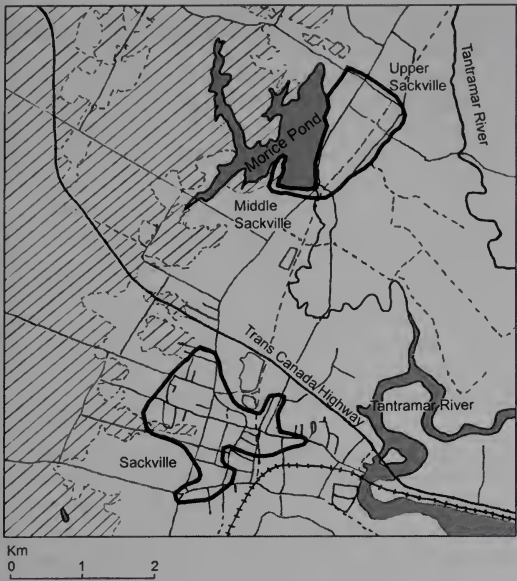 Upper
Sackville
Tantramar River
Morice Pond
Middle
Sackville
Trans Canada Highway
Tantramar River
Sackville
Km
0 1 2